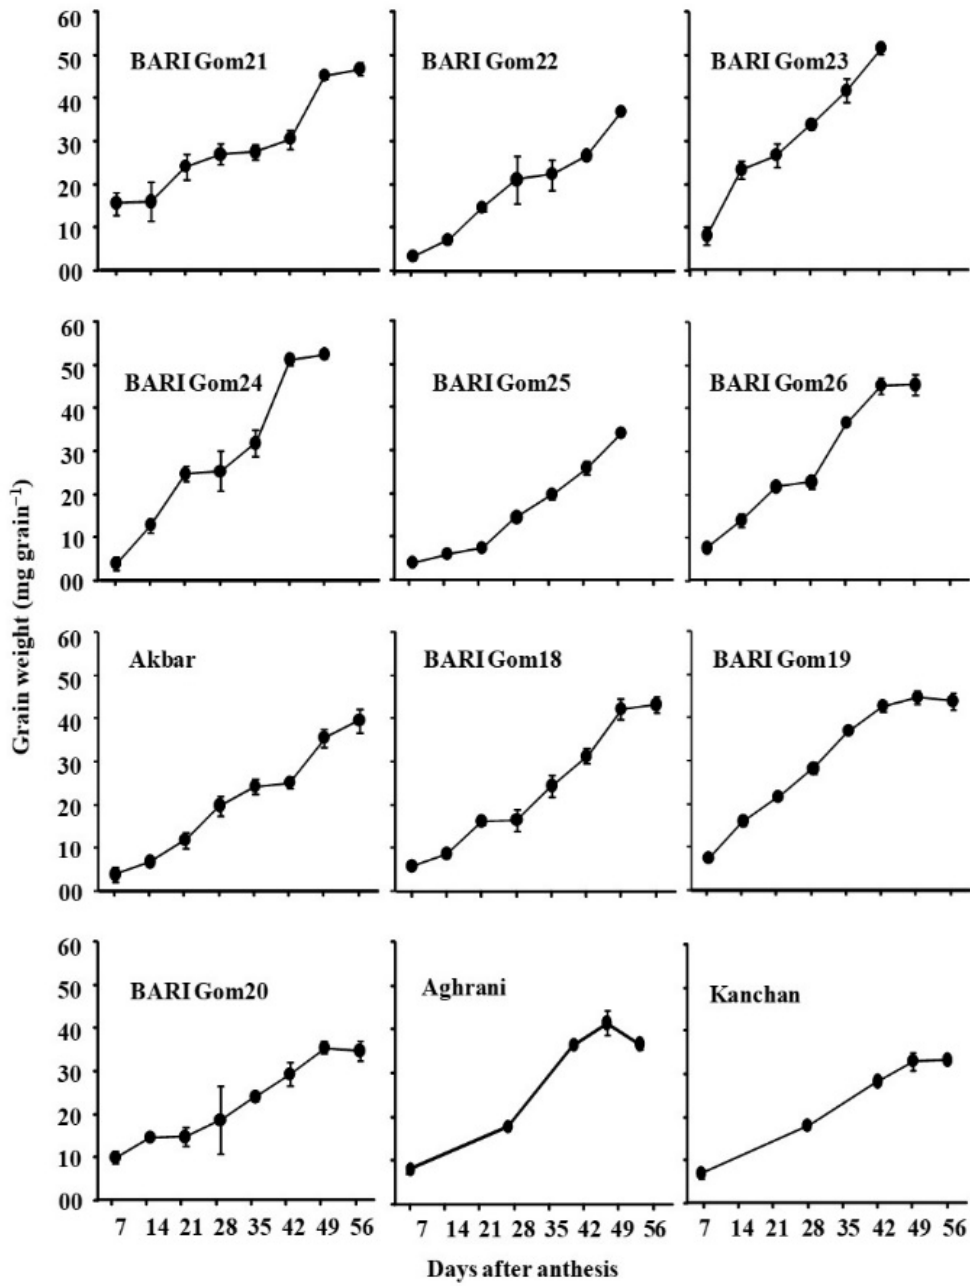 60
50
40
30
20
10
00
BARI Gom21
BARI Gom22
BARI Gom23
60
50
40
30
20
10
00
BARI Gom24
BARI Gom25
BARI Gom26
Grain weight (mg grain⁻¹)
60
50
40
30
20
10
00
Akbar
BARI Gom18
BARI Gom19
60
50
40
30
20
10
00
BARI Gom20
Aghrani
Kanchan
7 14 21 28 35 42 49 56
7 14 21 28 35 42 49 56
7 14 21 28 35 42 49 56
Days after anthesis